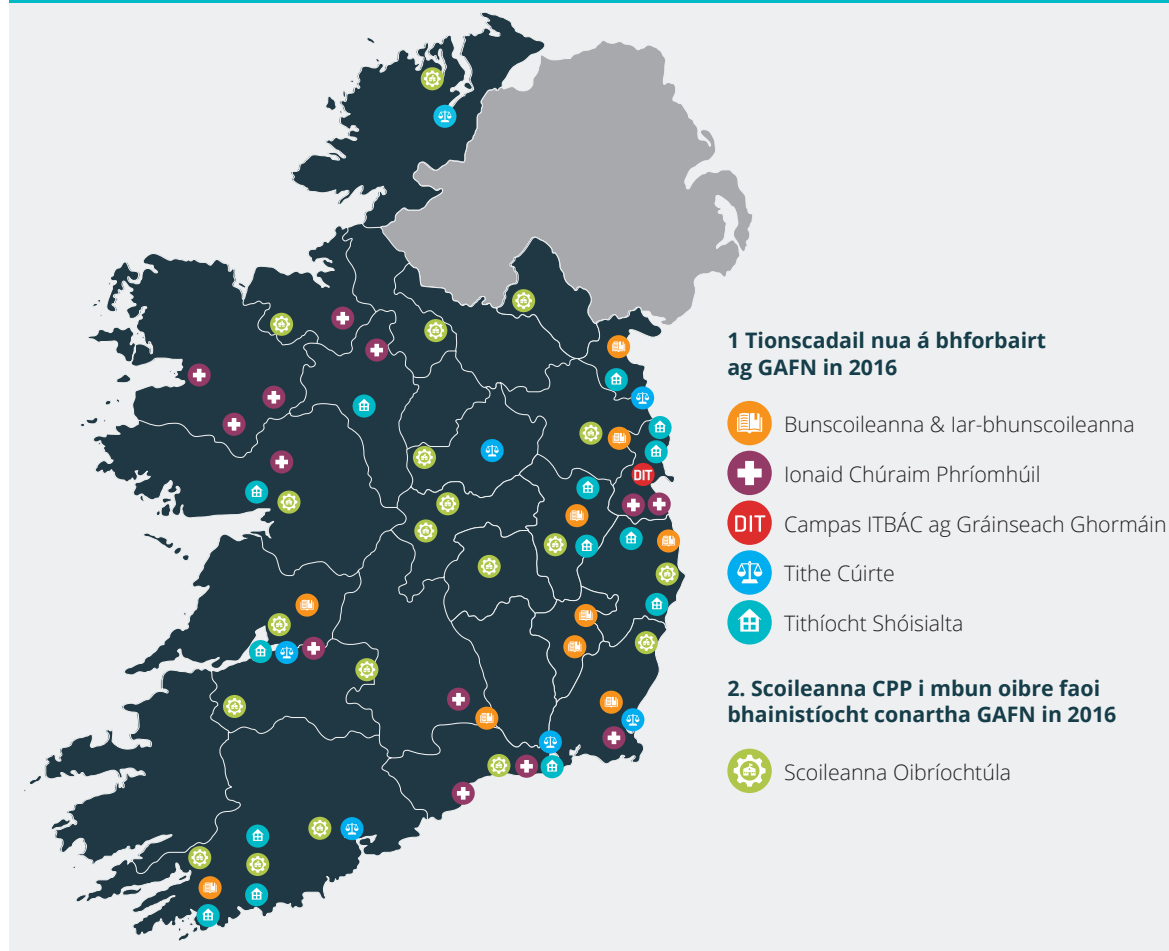 1 Tionscadail nua á bhforbairt
ag GAFN in 2016
Bunscoileanna & Iar-bhunscoileanna
Ionaid Chúraim Phríomhúil
DIT
DIT Campas ITBÁC ag Gráinseach Ghormáin
Tithe Cúirte
Tithíocht Shóisialta
2. Scoileanna CPP i mbun oibre faoi
bhainistíocht conartha GAFN in 2016
Scoileanna Oibríochtúla